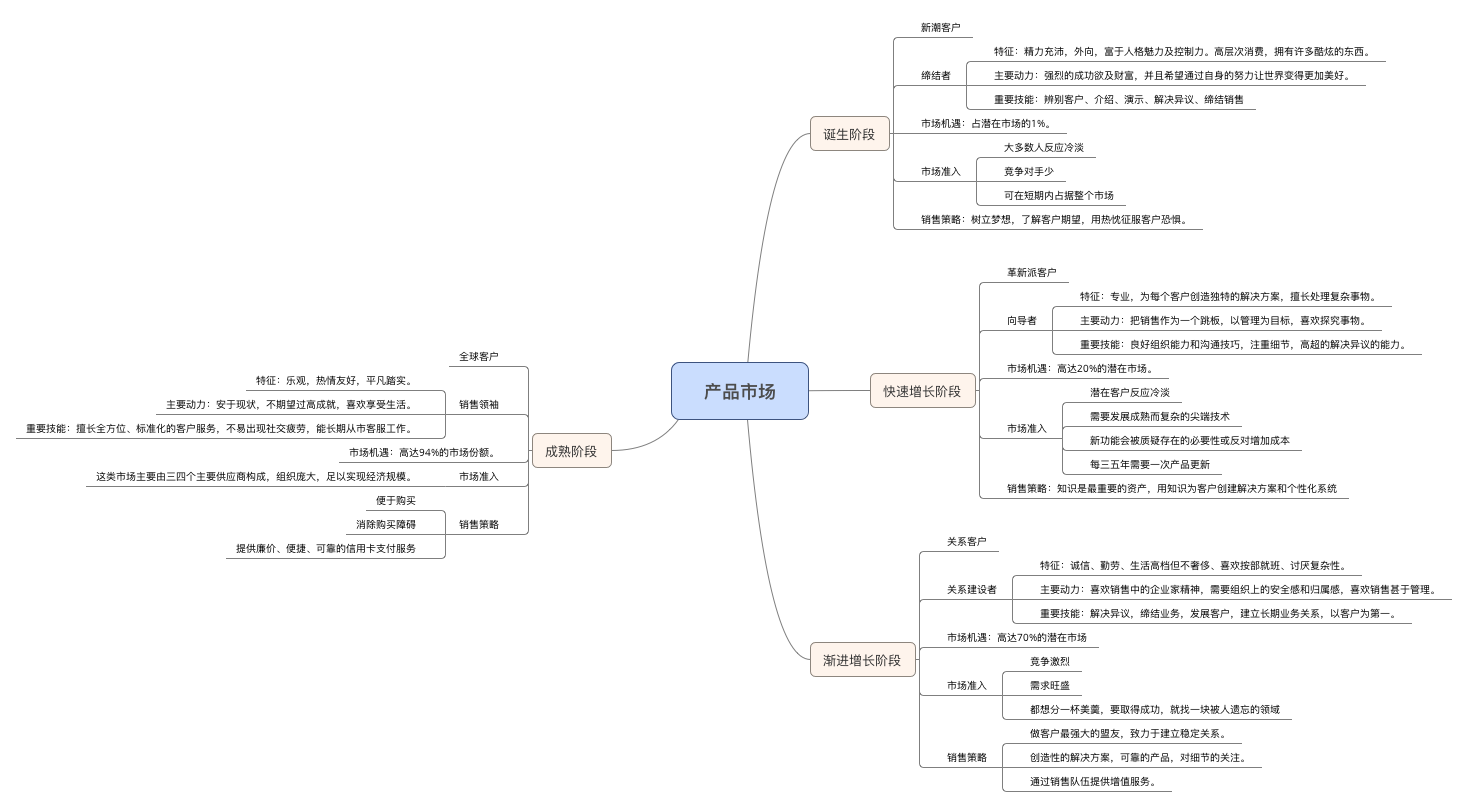 产品市场
诞生阶段
新潮客户
缔结者
特征：精力充沛，外向，富于人格魅力及控制力。高层次消费，拥有许多酷炫的东西。
主要动力：强烈的成功欲及财富，并且希望通过自身的努力让世界变得更加美好。
重要技能：辨别客户、介绍、演示、解决异议、缔结销售
市场机遇：占潜在市场的1%。
市场准入
大多数人反应冷淡
竞争对手少
可在短期内占据整个市场
销售策略：树立梦想，了解客户期望，用热忱征服客户恐惧。
快速增长阶段
革新派客户
向导者
特征：专业，为每个客户创造独特的解决方案，擅长处理复杂事物。
主要动力：把销售作为一个跳板，以管理为目标，喜欢探究事物。
重要技能：良好组织能力和沟通技巧，注重细节，高超的解决异议的能力。
市场机遇：高达20%的潜在市场。
市场准入
潜在客户反应冷淡
需要发展成熟而复杂的尖端技术
新功能会被质疑存在的必要性或反对增加成本
每三五年需要一次产品更新
销售策略：知识是最重要的资产，用知识为客户创建解决方案和个性化系统
渐进增长阶段
关系客户
关系建设者
特征：诚信、勤劳、生活高档但不奢侈、喜欢按部就班、讨厌复杂性。
主要动力：喜欢销售中的企业家精神，需要组织上的安全感和归属感，喜欢销售甚于管理。
重要技能：解决异议，缔结业务，发展客户，建立长期业务关系，以客户为第一。
市场机遇：高达70%的潜在市场
市场准入
竞争激烈
需求旺盛
都想分一杯美羹，要取得成功，就找一块被人遗忘的领域
销售策略
做客户最强大的盟友，致力于建立稳定关系。
创造性的解决方案，可靠的产品，对细节的关注。
通过销售队伍提供增值服务。
成熟阶段
全球客户
销售领袖
特征：乐观，热情友好，平凡踏实。
主要动力：安于现状，不期望过高成就，喜欢享受生活。
重要技能：擅长全方位、标准化的客户服务，不易出现社交疲劳，能长期从市客服工作。
市场机遇：高达94%的市场份额。
市场准入
这类市场主要由三四个主要供应商构成，组织庞大，足以实现经济规模。
销售策略
便于购买
消除购买障碍
提供廉价、便捷、可靠的信用卡支付服务